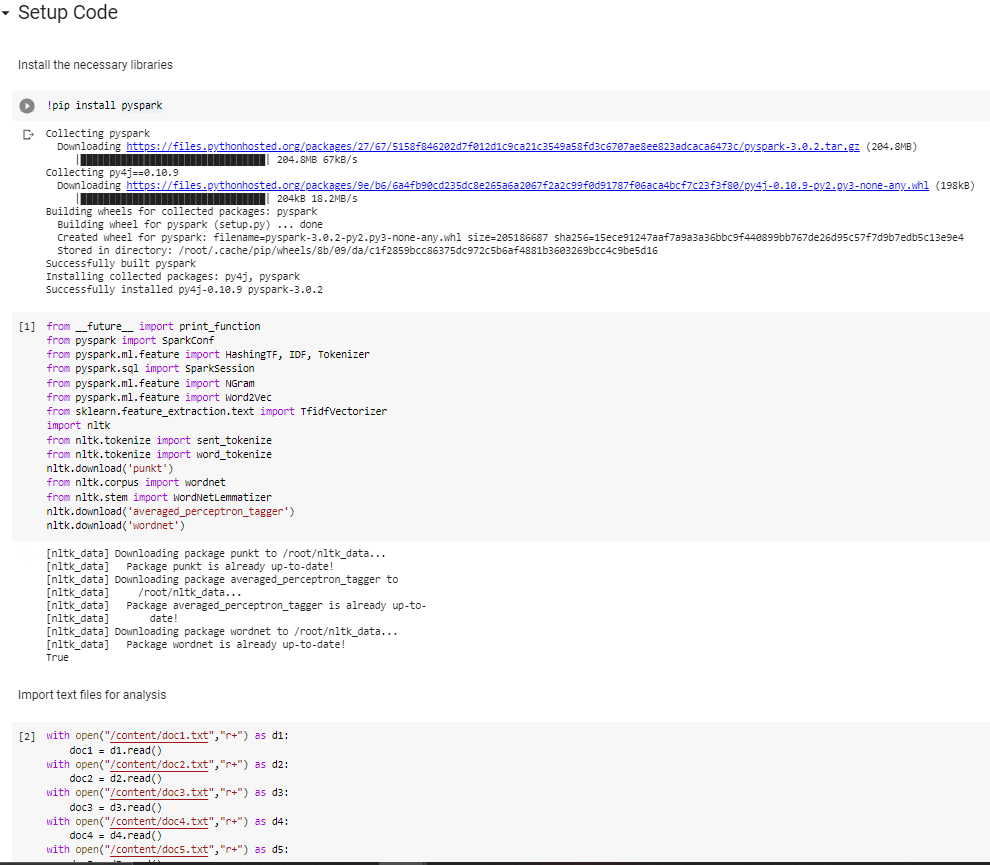 Setup Code
Install the necessary libraries
!pip install pyspark
Collecting pyspark
Downloading https://files.pythonhosted.org/packages/27/67/5158f846202d7f012d1c9ca21c3549a58fd3c6707ae8ee823adcaca6473c/pyspark-3.0.2.tar.gz (204.8MB)
204.8MB 67kB/s
Collecting py4j==0.10.9
Downloading https://files.pythonhosted.org/packages/9e/b6/6a4fb90cd235dc8e265a6a2067f2a2c99f0d91787f06aca4bcf7c23f3f80/py4j-0.10.9-py2.py3-none-any.whl (198kB)
204kB 18.2MB/s
Building wheels for collected packages: pyspark
Building wheel for pyspark (setup.py) ... done
Created wheel for pyspark: filename=pyspark-3.0.2-py2.py3-none-any.whl size=205186687 sha256=15ece91247aaf7a9a3a36bbc9f440899bb767de26d95c57f7d9b7edb5c13e9e4
Stored in directory: /root/.cache/pip/wheels/8b/09/da/c1f2859bcc86375dc972c5b6af4881b3603269bcc4c9be5d16
Successfully built pyspark
Installing collected packages: py4j, pyspark
Successfully installed py4j-0.10.9 pyspark-3.0.2
[1] from __future__ import print_function
from pyspark import SparkConf
from pyspark.ml.feature import HashingTF, IDF, Tokenizer
from pyspark.sql import SparkSession
from pyspark.ml.feature import NGram
from pyspark.ml.feature import Word2Vec
from sklearn.feature_extraction.text import TfidfVectorizer
import nltk
from nltk.tokenize import sent_tokenize
from nltk.tokenize import word_tokenize
nltk.download('punkt')
from nltk.corpus import wordnet
from nltk.stem import WordNetLemmatizer
nltk.download('averaged_perceptron_tagger')
nltk.download('wordnet')
[nltk_data] Downloading package punkt to /root/nltk_data...
[nltk_data]   Package punkt is already up-to-date!
[nltk_data] Downloading package averaged_perceptron_tagger to
[nltk_data]     /root/nltk_data...
[nltk_data]   Package averaged_perceptron_tagger is already up-to-
[nltk_data]       date!
[nltk_data] Downloading package wordnet to /root/nltk_data...
[nltk_data]   Package wordnet is already up-to-date!
True
Import text files for analysis
[2] with open("/content/doc1.txt","r+") as d1:
doc1 = d1.read()
with open("/content/doc2.txt","r+") as d2:
doc2 = d2.read()
with open("/content/doc3.txt","r+") as d3:
doc3 = d3.read()
with open("/content/doc4.txt","r+") as d4:
doc4 = d4.read()
with open("/content/doc5.txt","r+") as d5: